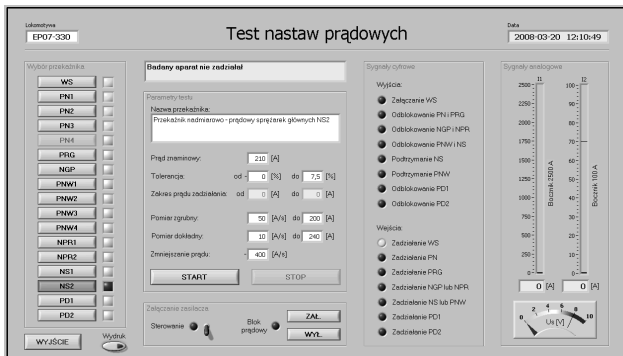 Lokomotywa
EP07-330
Test nastaw prądowych
Data
2008-03-20 12:10:49
Wybór przekaźnika
WS
PN1
PN2
PN3
PN4
PRG
NGP
PNW1
PNW2
PNW3
PNW4
NPR1
NPR2
NS1
NS2
PD1
PD2
WYJŚCIE
Wydruk
Badany aparat nie zadziałał
Parametry testu
Nazwa przekaźnika:
Przekaźnik nadmiarowo - prądowy sprężarek głównych NS2
Prąd znaminowy: 210 [A]
Tolerancja: od - 0 [%] do 7,5 [%]
Zakres prądu zadziałania: od 0 [A] do 0 [A]
Pomiar zgrubny: 50 [A/s] do 200 [A]
Pomiar dokładny: 10 [A/s] do 240 [A]
Zmniejszanie prądu: - 400 [A/s]
START STOP
Załączanie zasilacza
Sterowanie
Blok prądowy
ZAŁ.
WYŁ.
Sygnały cyfrowe
Wyjścia:
Załączanie WS
Odblokowanie PN i PRG
Odblokowanie NGP i NPR
Odblokowanie PNW i NS
Podtrzymanie NS
Podtrzymanie PNW
Odblokowanie PD1
Odblokowanie PD2
Wejścia:
Zadziałanie WS
Zadziałanie PN
Zadziałanie PRG
Zadziałanie NGP lub NPR
Zadziałanie NS lub PNW
Zadziałanie PD1
Zadziałanie PD2
Sygnały analogowe
I1 I2
2500 100
2250 90
2000 80
1750 70
1500 60
1250 50
1000 40
750 30
500 20
250 10
0 0
Bocznik 2500 A
Bocznik 100 A
0 [A] 0 [A]
0 2 4 6 8 10
Us [V]